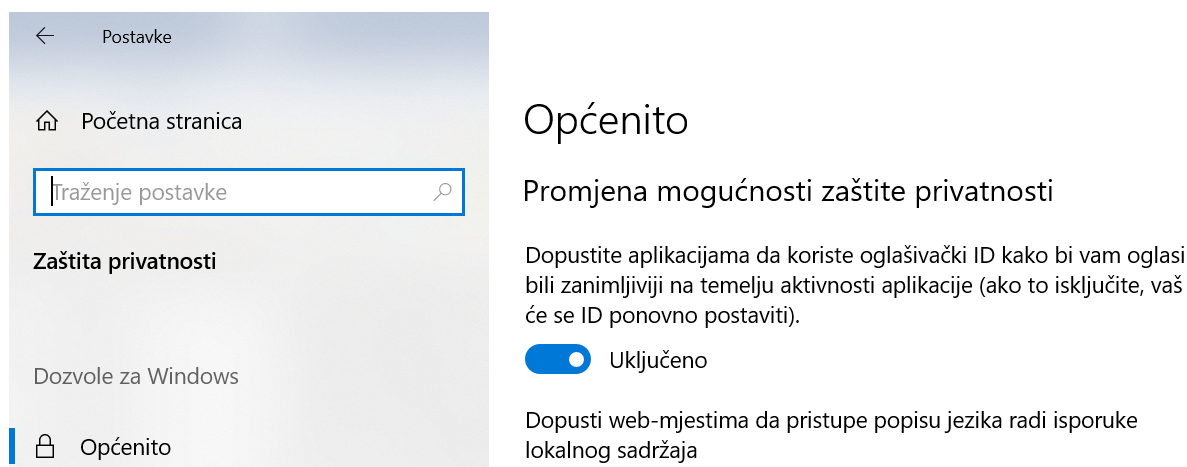 Postavke
Početna stranica
Traženje postavke
Zaštita privatnosti
Dozvole za Windows
Općenito
Općenito
Promjena mogućnosti zaštite privatnosti
Dopustite aplikacijama da koriste oglašivački ID kako bi vam oglasi
bili zanimljiviji na temelju aktivnosti aplikacije (ako to isključite, vaš
će se ID ponovno postaviti).
Uključeno
Dopusti web-mjestima da pristupe popisu jezika radi isporuke
lokalnog sadržaja